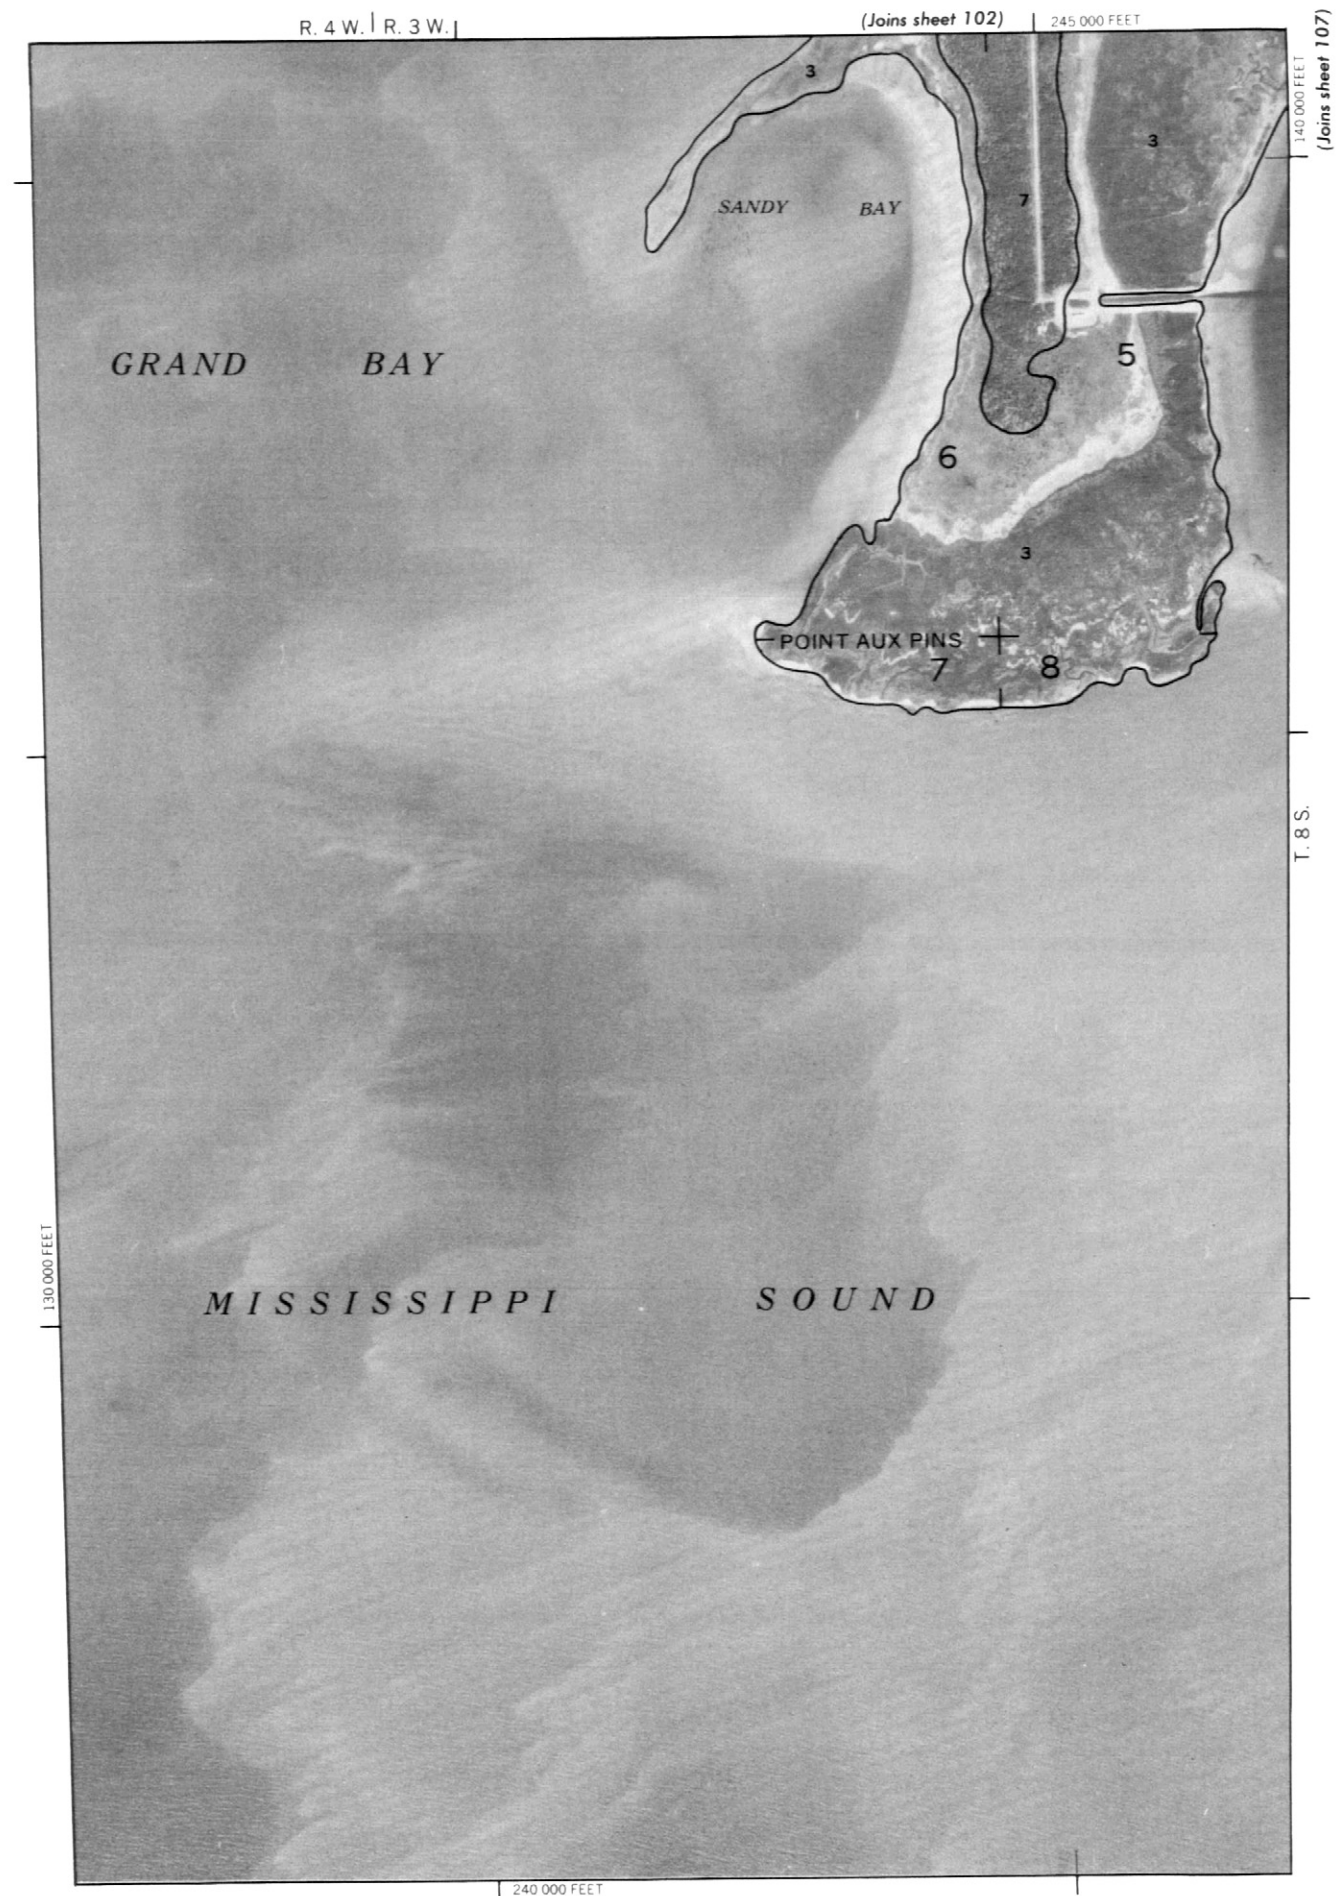 R. 4 W. R. 3 W.
(Joins sheet 102)
245 000 FEET
(Joins sheet 107)
140 000 FEET
3
3
7
SANDY BAY
5
GRAND BAY
6
3
POINT AUX PINS
7
8
T. 8 S.
130 000 FEET
MISSISSIPPI SOUND
240 000 FEET